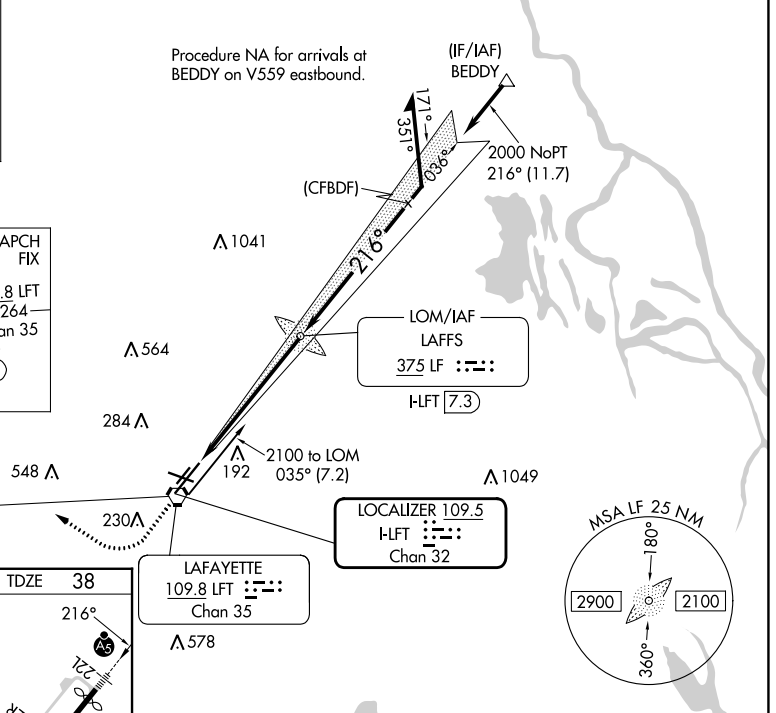 Procedure NA for arrivals at
BEDDY on V559 eastbound.
(IF/IAF)
BEDDY
171°
351°
036°
2000 NoPT
216° (11.7)
(CFBDF)
216°
1041
APCH
FIX
.8 LFT
264
an 35
LOM/IAF
LAFFS
375 LF
I-LFT 7.3
564
284
548
192
2100 to LOM
035° (7.2)
1049
230
LOCALIZER 109.5
I-LFT
Chan 32
LAFAYETTE
109.8 LFT
Chan 35
578
MSA LF 25 NM
180°
2900
2100
360°
TDZE 38
216°
A5
22L